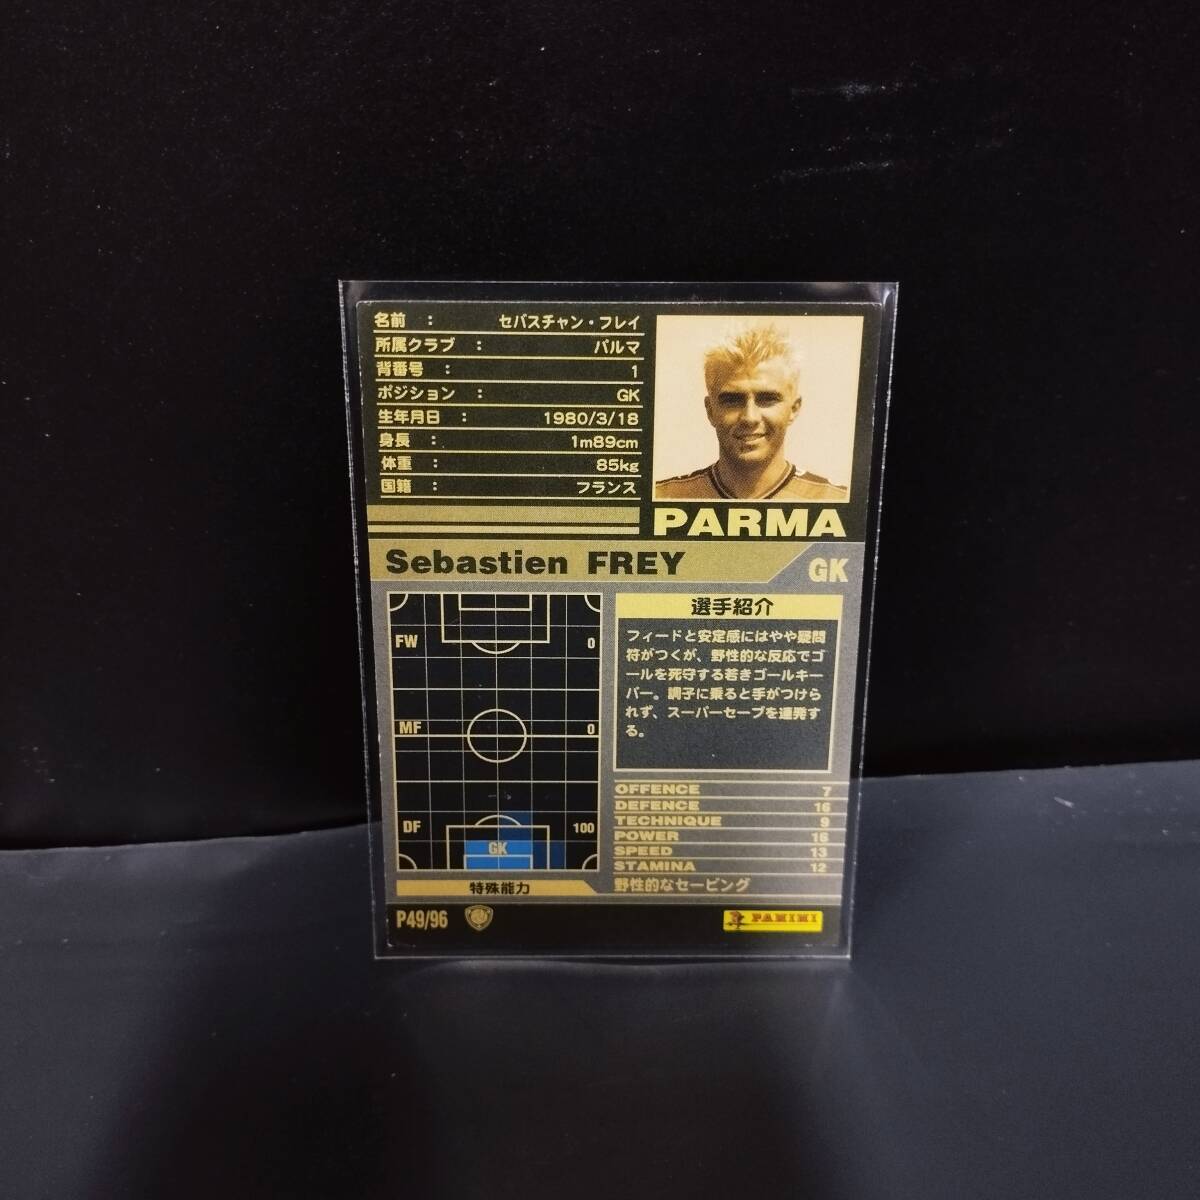 名前 : セバスチャン・フレイ
所属クラブ : パルマ
背番号 : 1
ポジション : GK
生年月日 : 1980/3/18
身長 : 1m89cm
体重 : 85kg
国籍 : フランス
PARMA
Sebastien FREY
GK
FW 0
MF 0
DF 100
GK
特殊能力
選手紹介
フィードと安定感にはやや疑問
符がつくが、野性的な反応でゴ
ールを死守する若きゴールキー
パー。調子に乗ると手がつけら
れず、スーパーセーブを連発す
る。
OFFENCE 7
DEFENCE 16
TECHNIQUE 9
POWER 16
SPEED 13
STAMINA 12
野性的なセービング
P49/96
PANINI